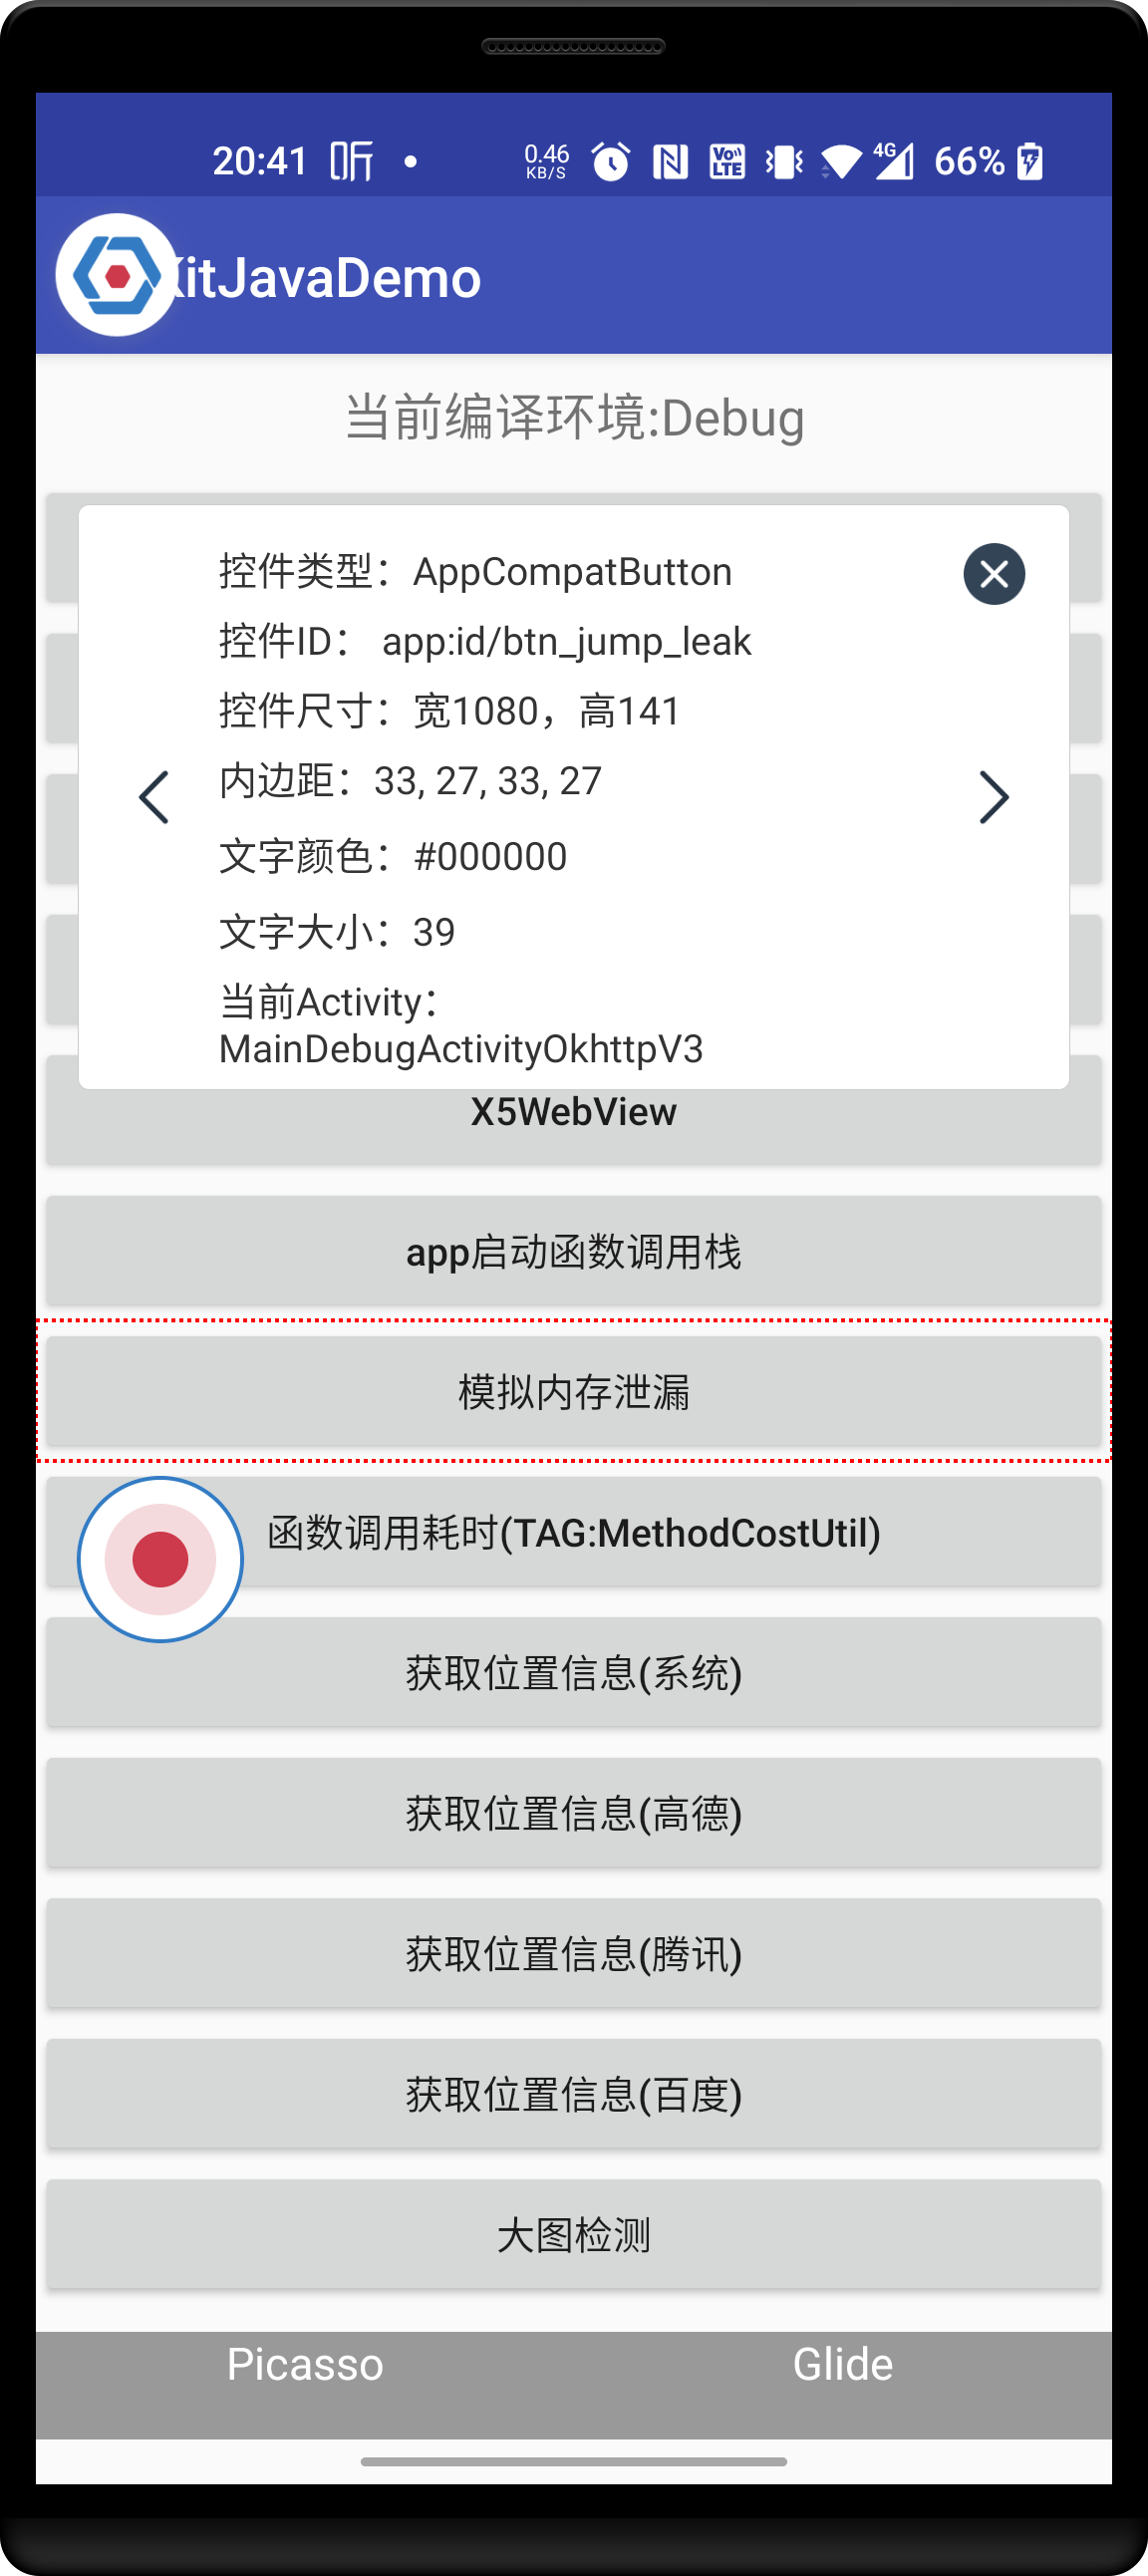 20:41 听
0.46
KB/S
Vo
LTE
4G
66%
KitJavaDemo
当前编译环境:Debug
控件类型：AppCompatButton
控件ID： app:id/btn_jump_leak
控件尺寸：宽1080，高141
内边距：33, 27, 33, 27
文字颜色：#000000
文字大小：39
当前Activity：
MainDebugActivityOkhttpV3
X5WebView
app启动函数调用栈
模拟内存泄漏
函数调用耗时(TAG:MethodCostUtil)
获取位置信息(系统)
获取位置信息(高德)
获取位置信息(腾讯)
获取位置信息(百度)
大图检测
Picasso
Glide